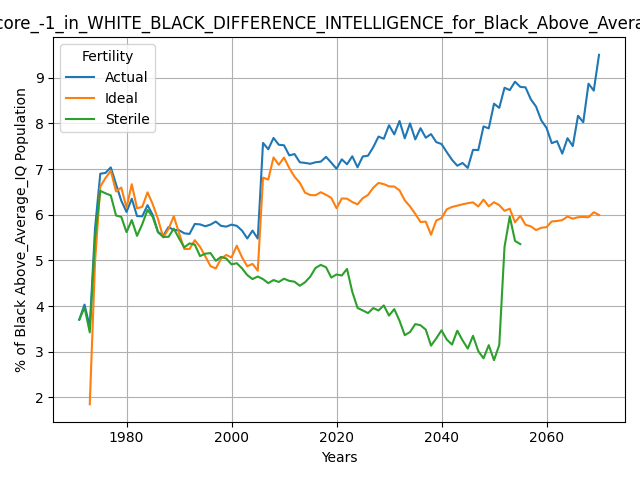 core_-1_in_WHITE_BLACK_DIFFERENCE_INTELLIGENCE_for_Black_Above_Avera
Fertility
Actual
Ideal
Sterile
% of Black Above_Average_IQ Population
9
8
7
6
5
4
3
2
1980
2000
2020
2040
2060
Years